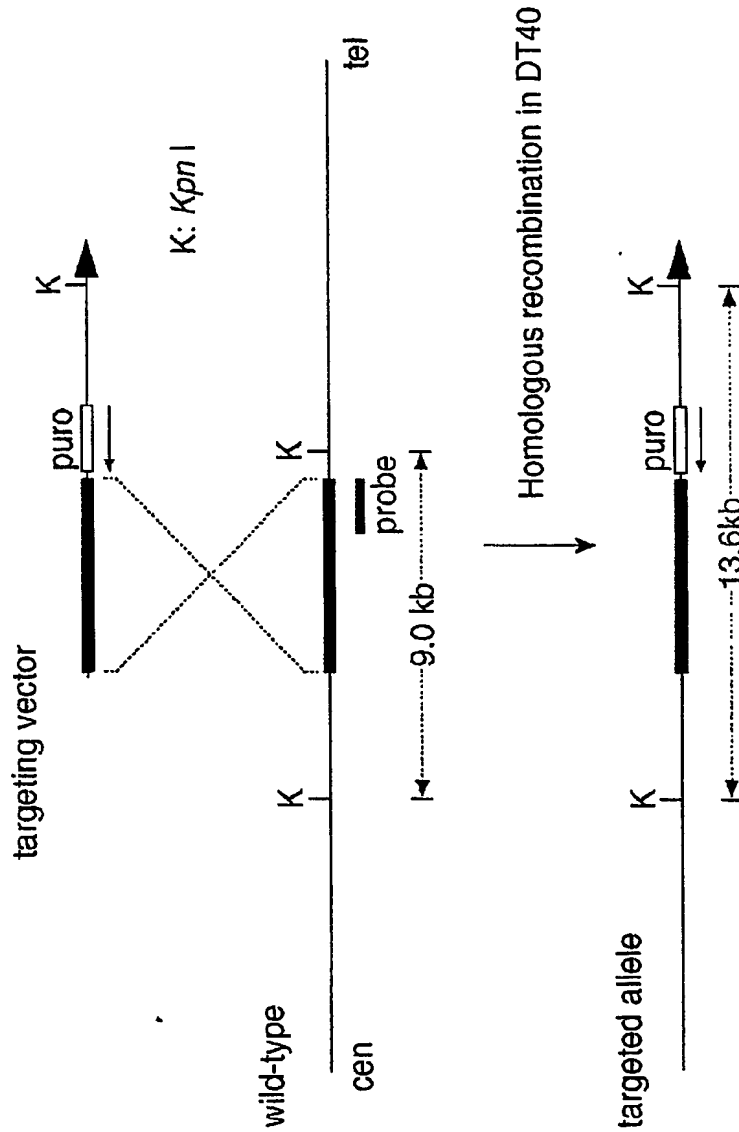 targeting vector
puro
K
K: Kpn I
wild-type
K
K
cen
tel
probe
9.0 kb
Homologous recombination in DT40
targeted allele
K
puro
K
13.6kb